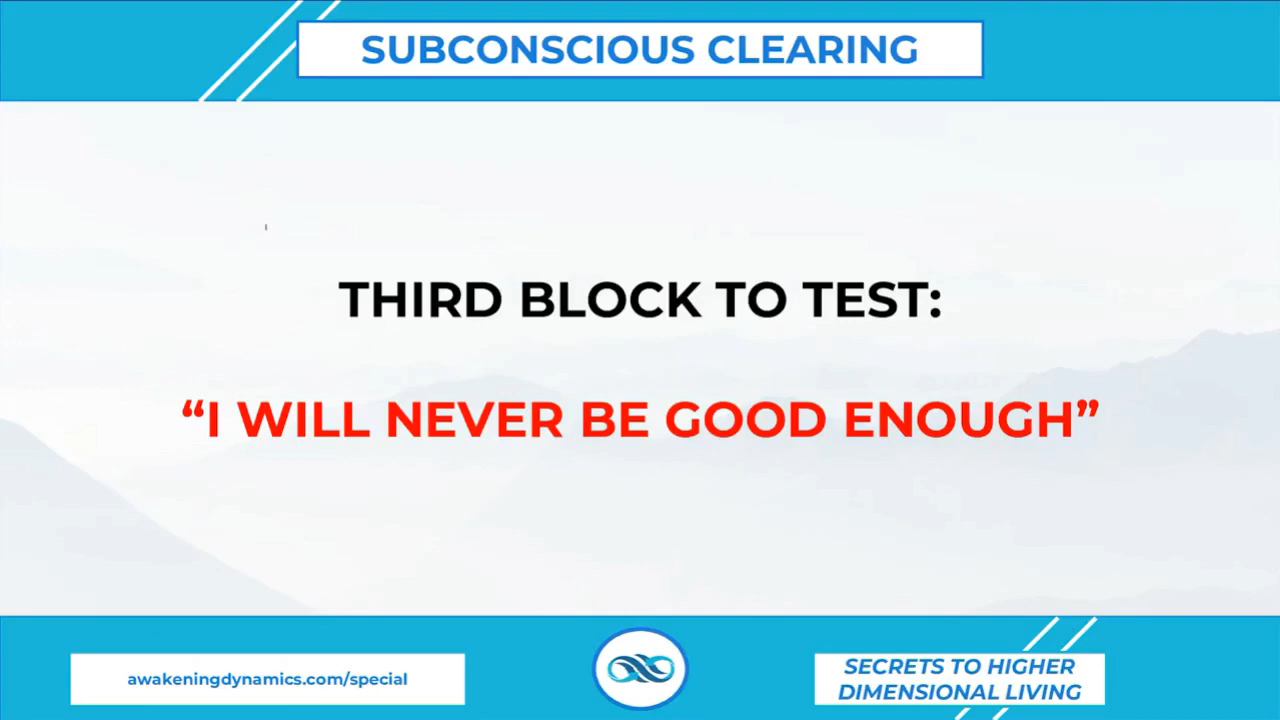 SUBCONSCIOUS CLEARING
THIRD BLOCK TO TEST:
“I WILL NEVER BE GOOD ENOUGH”
awakeningdynamics.com/special
SECRETS TO HIGHER
DIMENSIONAL LIVING